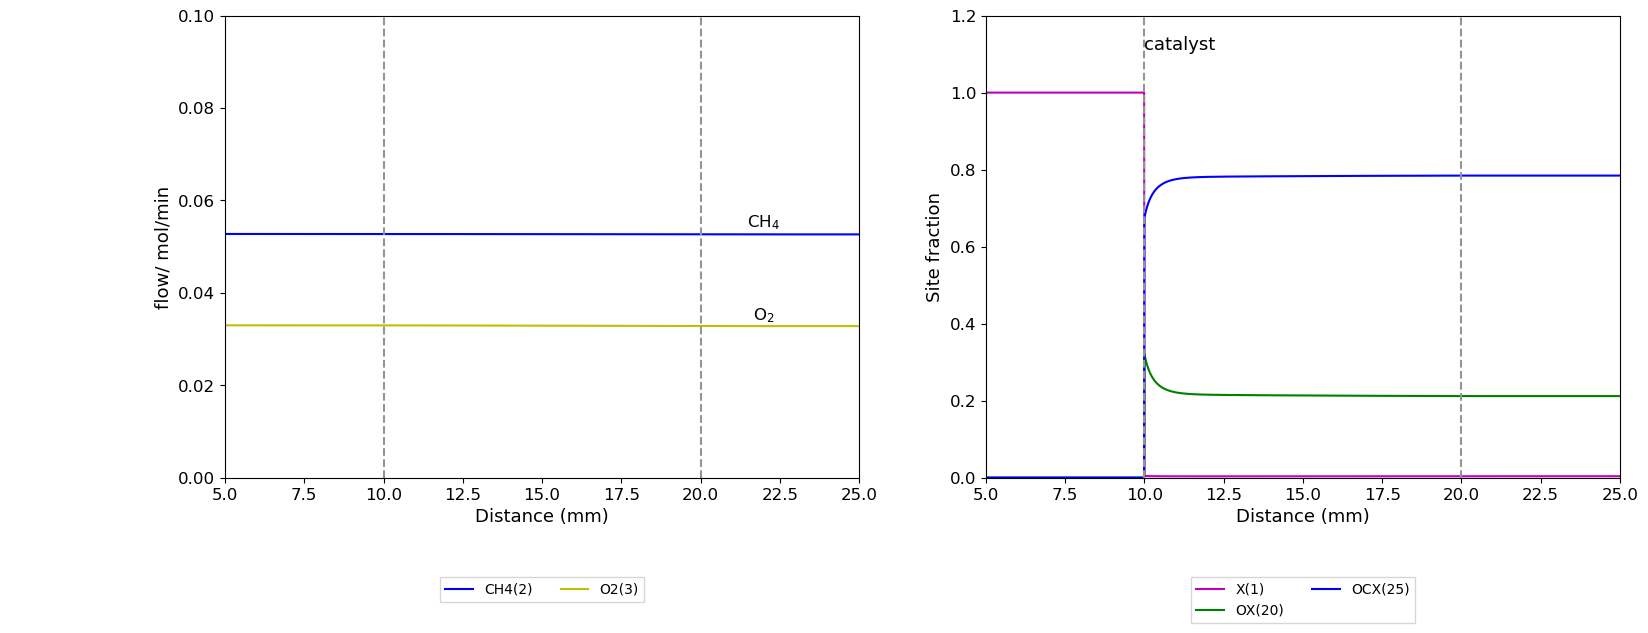 0.10
0.08
0.06
0.04
0.02
0.00
flow/ mol/min
CH4
O2
5.0 7.5 10.0 12.5 15.0 17.5 20.0 22.5 25.0
Distance (mm)
CH4(2) O2(3)
1.2
1.0
0.8
0.6
0.4
0.2
0.0
Site fraction
catalyst
5.0 7.5 10.0 12.5 15.0 17.5 20.0 22.5 25.0
Distance (mm)
X(1) OCX(25)
OX(20)